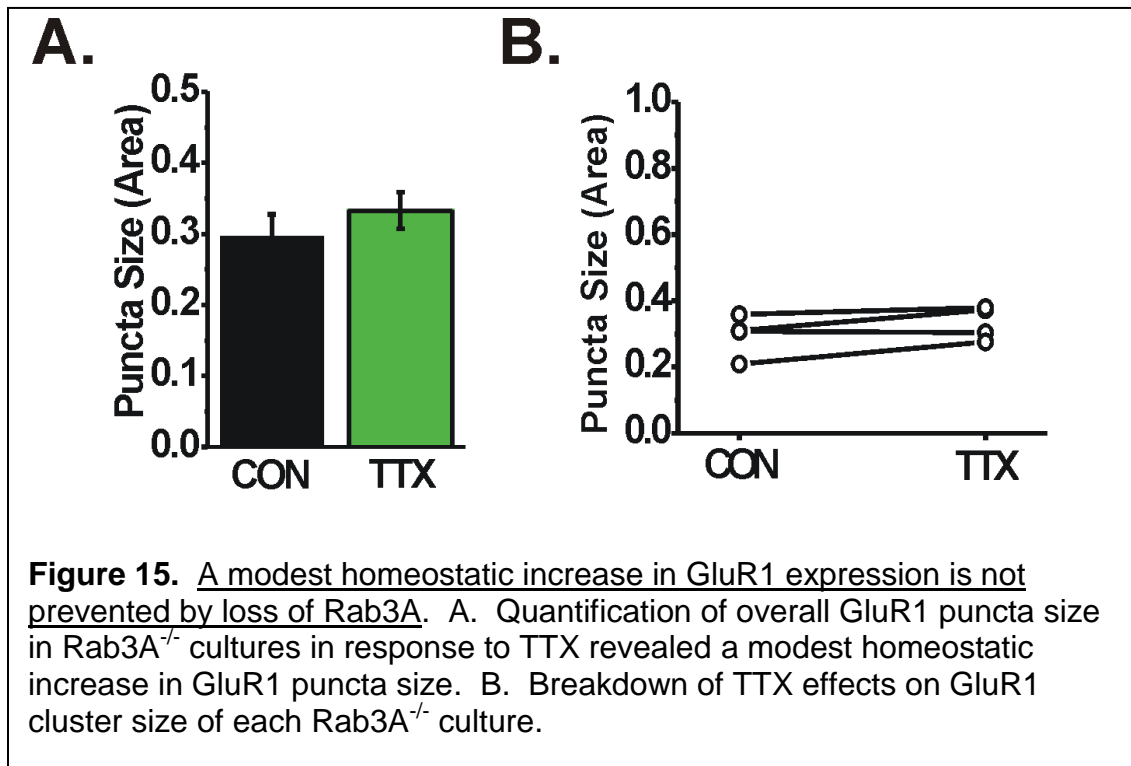 A.
B.
Puncta Size (Area)
0.5
0.4
0.3
0.2
0.1
0.0
CON TTX
Puncta Size (Area)
1.0
0.8
0.6
0.4
0.2
0.0
CON TTX
Figure 15. A modest homeostatic increase in GluR1 expression is not
prevented by loss of Rab3A. A. Quantification of overall GluR1 puncta size
in Rab3A-/- cultures in response to TTX revealed a modest homeostatic
increase in GluR1 puncta size. B. Breakdown of TTX effects on GluR1
cluster size of each Rab3A-/- culture.